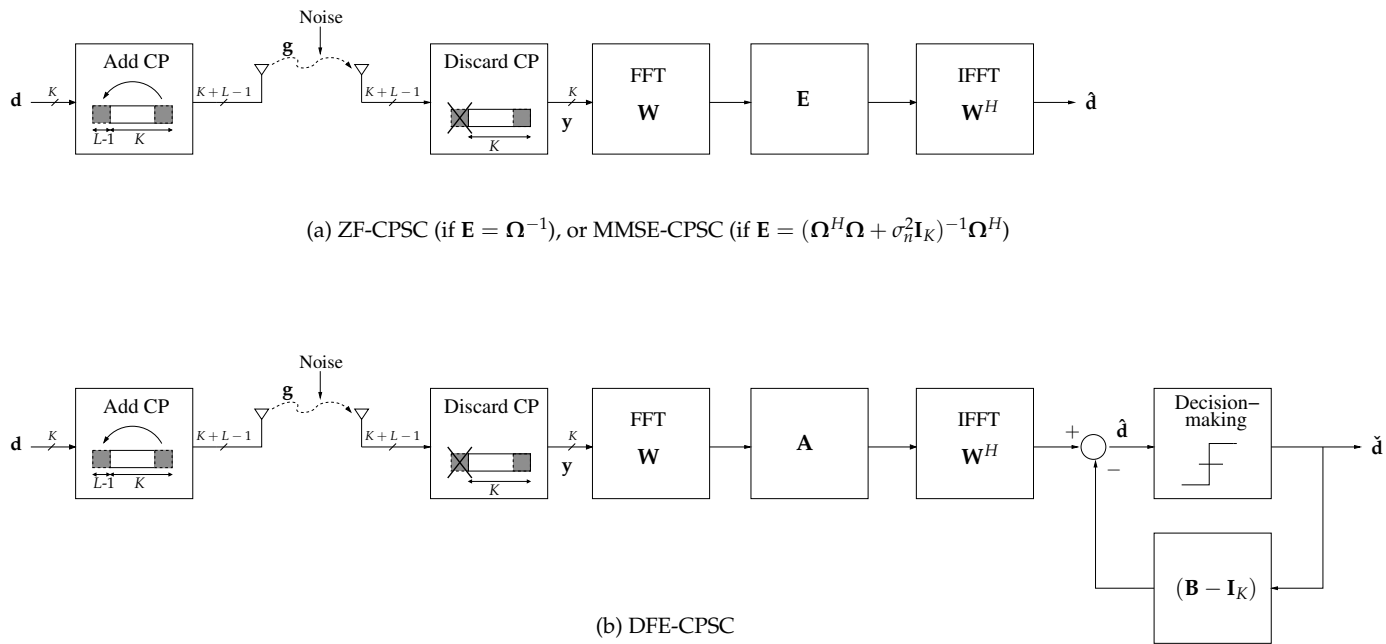 Noise
g
Add CP
L-1 K
d
K
K + L − 1
K + L − 1
Discard CP
K
K
y
FFT
W
E
IFFT
W^H
d̂
(a) ZF-CPSC (if E = Ω^{−1}), or MMSE-CPSC (if E = (Ω^HΩ + σ_n^2 I_K)^{−1}Ω^H)
Noise
g
Add CP
L-1 K
d
K
K + L − 1
K + L − 1
Discard CP
K
K
y
FFT
W
A
IFFT
W^H
+
−
d̂
Decision–
making
ď
(B − I_K)
(b) DFE-CPSC